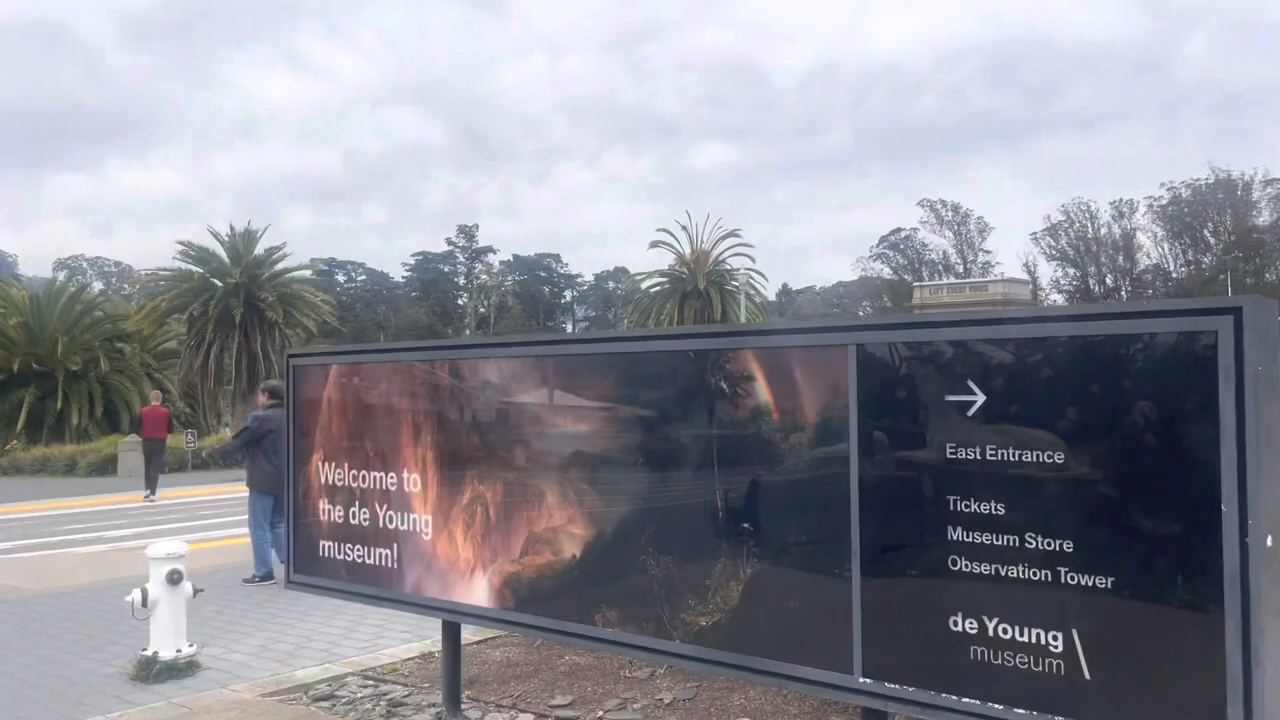 Welcome to
the de Young
museum!
→
East Entrance
Tickets
Museum Store
Observation Tower
de Young
museum